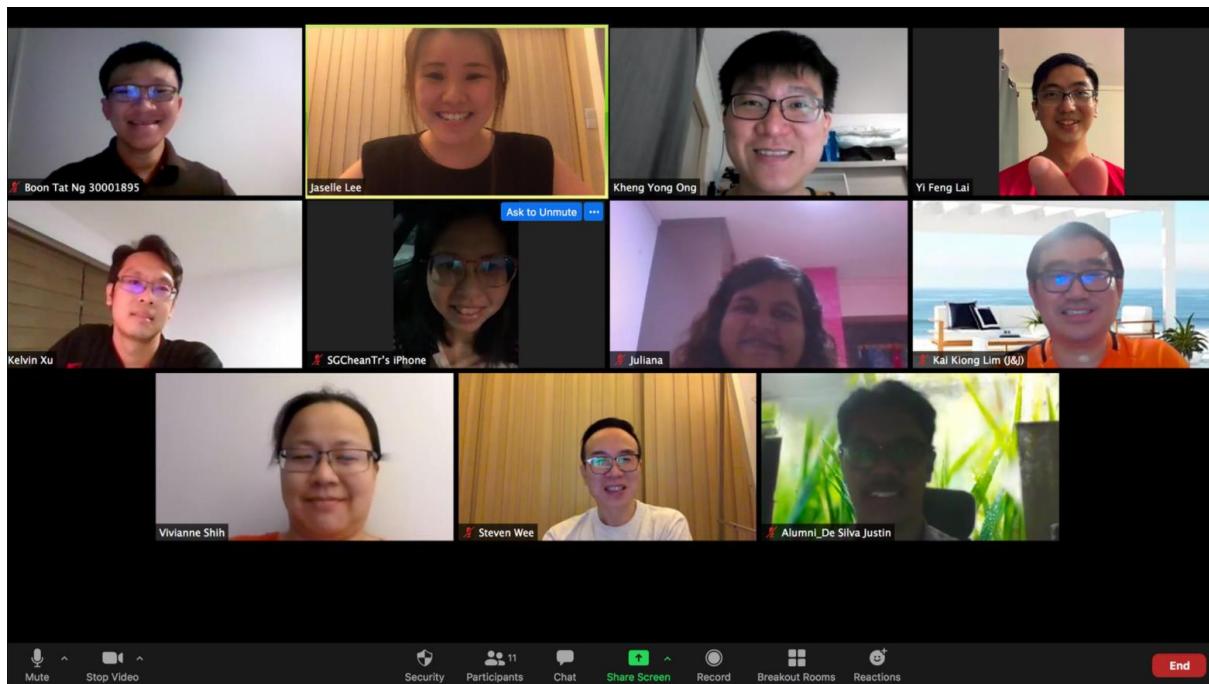 Boon Tat Ng 30001895
Jaselle Lee
Kheng Yong Ong
Yi Feng Lai
Kelvin Xu
Ask to Unmute
SGCheanTr's iPhone
Juliana
Kai Kiong Lim (J&J)
Vivianne Shih
Steven Wee
Alumni_De Silva Justin
Mute
Stop Video
Security
Participants 11
Chat
Share Screen
Record
Breakout Rooms
Reactions
End